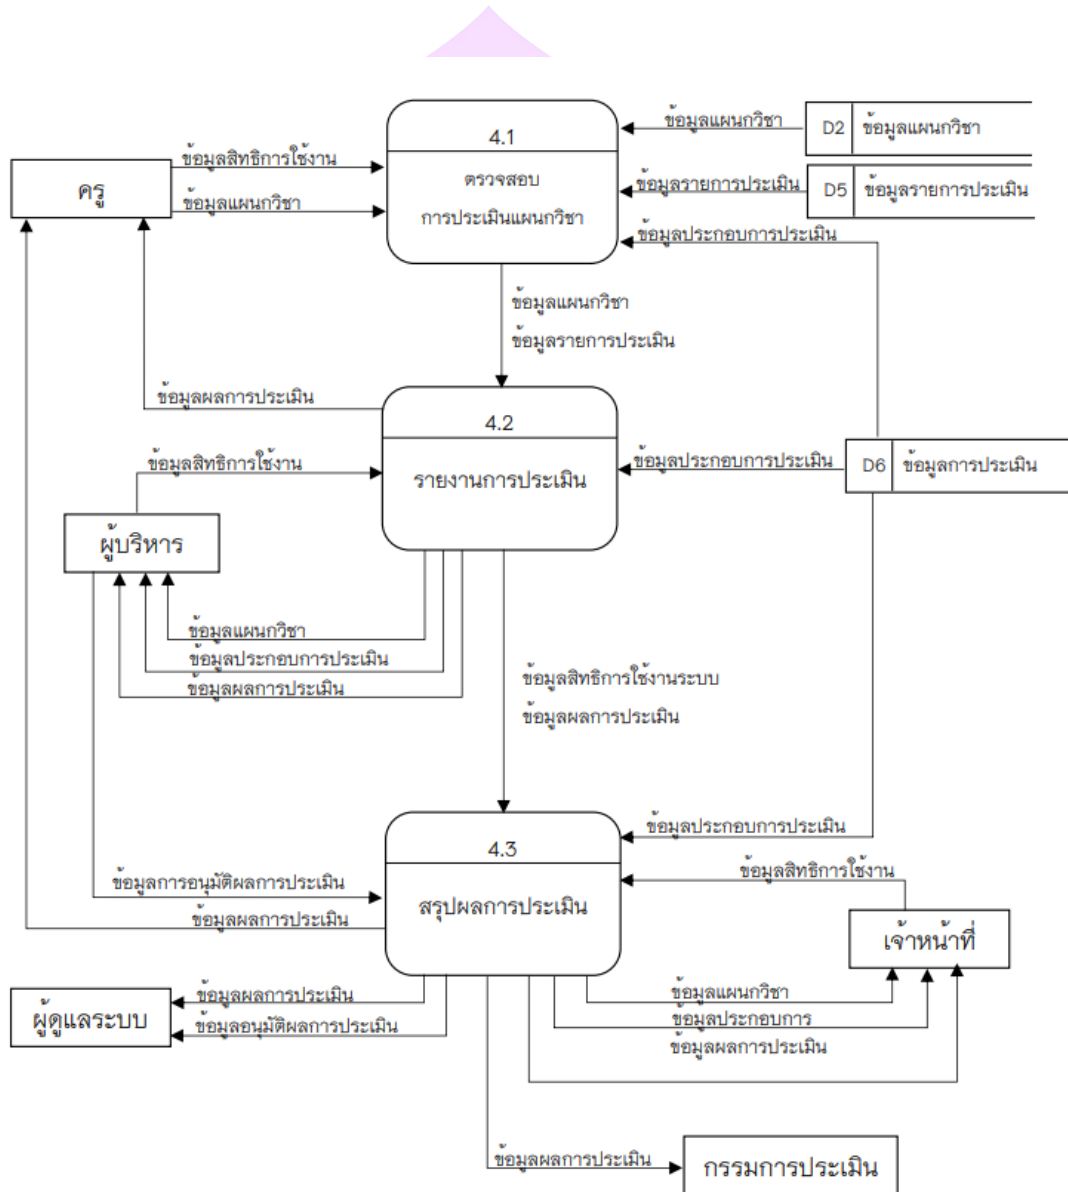 4.1
ตรวจสอบ
การประเมินแผนกวิชา
ข้อมูลแผนกวิชา
D2 ข้อมูลแผนกวิชา
ข้อมูลรายการประเมิน
D5 ข้อมูลรายการประเมิน
ข้อมูลประกอบการประเมิน
ครู
ข้อมูลสิทธิการใช้งาน
ข้อมูลแผนกวิชา
ข้อมูลแผนกวิชา
ข้อมูลรายการประเมิน
ข้อมูลผลการประเมิน
4.2
รายงานการประเมิน
ข้อมูลสิทธิการใช้งาน
ข้อมูลประกอบการประเมิน
D6 ข้อมูลการประเมิน
ผู้บริหาร
ข้อมูลแผนกวิชา
ข้อมูลประกอบการประเมิน
ข้อมูลผลการประเมิน
ข้อมูลสิทธิการใช้งานระบบ
ข้อมูลผลการประเมิน
4.3
สรุปผลการประเมิน
ข้อมูลประกอบการประเมิน
ข้อมูลสิทธิการใช้งาน
ข้อมูลการอนุมัติผลการประเมิน
ข้อมูลผลการประเมิน
เจ้าหน้าที่
ผู้ดูแลระบบ
ข้อมูลผลการประเมิน
ข้อมูลอนุมัติผลการประเมิน
ข้อมูลแผนกวิชา
ข้อมูลประกอบการ
ข้อมูลผลการประเมิน
ข้อมูลผลการประเมิน
กรรมการประเมิน